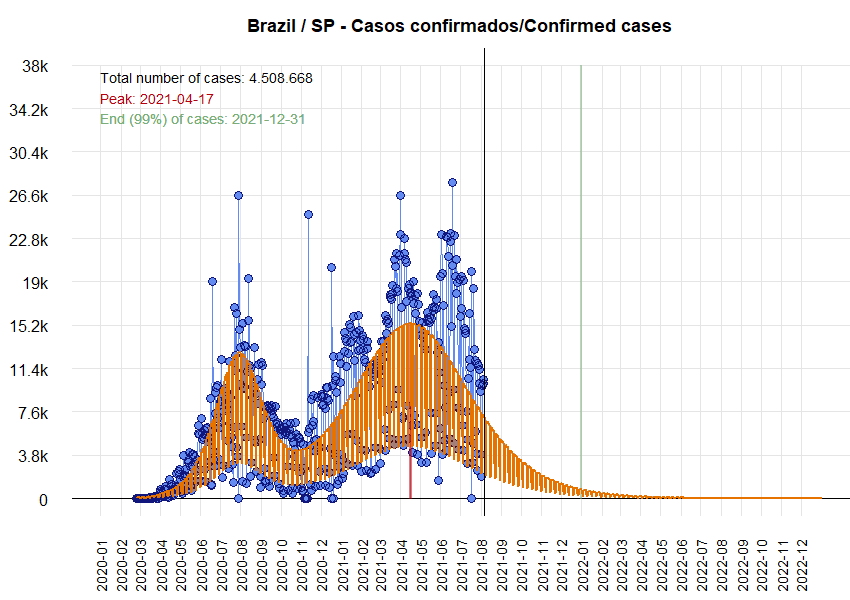 Brazil / SP - Casos confirmados/Confirmed cases
38k
Total number of cases: 4.508.668
Peak: 2021-04-17
34.2k
End (99%) of cases: 2021-12-31
30.4k
26.6k
22.8k
19k
15.2k
11.4k
7.6k
3.8k
0
2020-01
2020-02
2020-03
2020-04
2020-05
2020-06
2020-07
2020-08
2020-09
2020-10
2020-11
2020-12
2021-01
2021-02
2021-03
2021-04
2021-05
2021-06
2021-07
2021-08
2021-09
2021-10
2021-11
2021-12
2022-01
2022-02
2022-03
2022-04
2022-05
2022-06
2022-07
2022-08
2022-09
2022-10
2022-11
2022-12